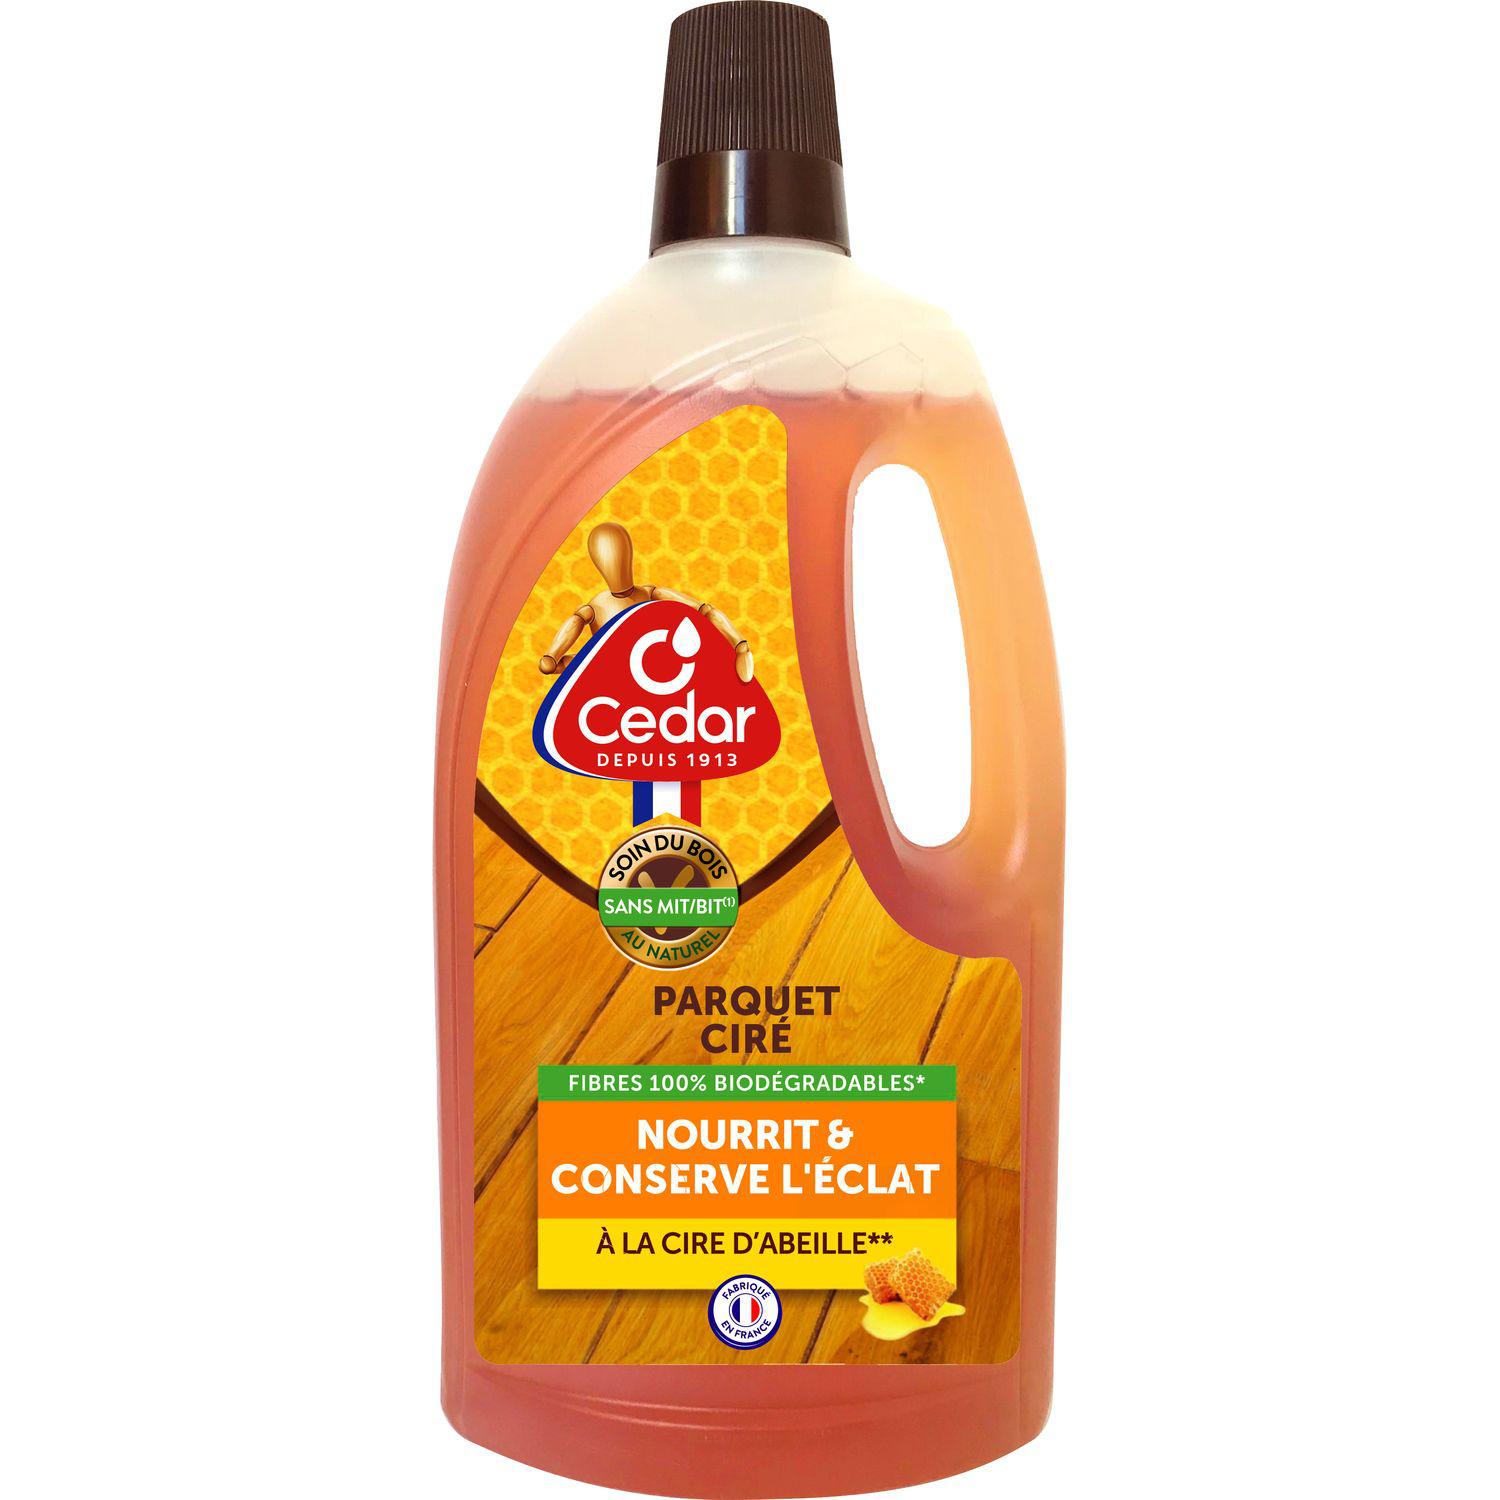 Cedar
DEPUIS 1913
SOIN DU BOIS
SANS MIT/BIT(1)
AU NATUREL
PARQUET
CIRÉ
FIBRES 100% BIODÉGRADABLES*
NOURRIT &
CONSERVE L'ÉCLAT
À LA CIRE D'ABEILLE**
FABRIQUÉ
EN FRANCE